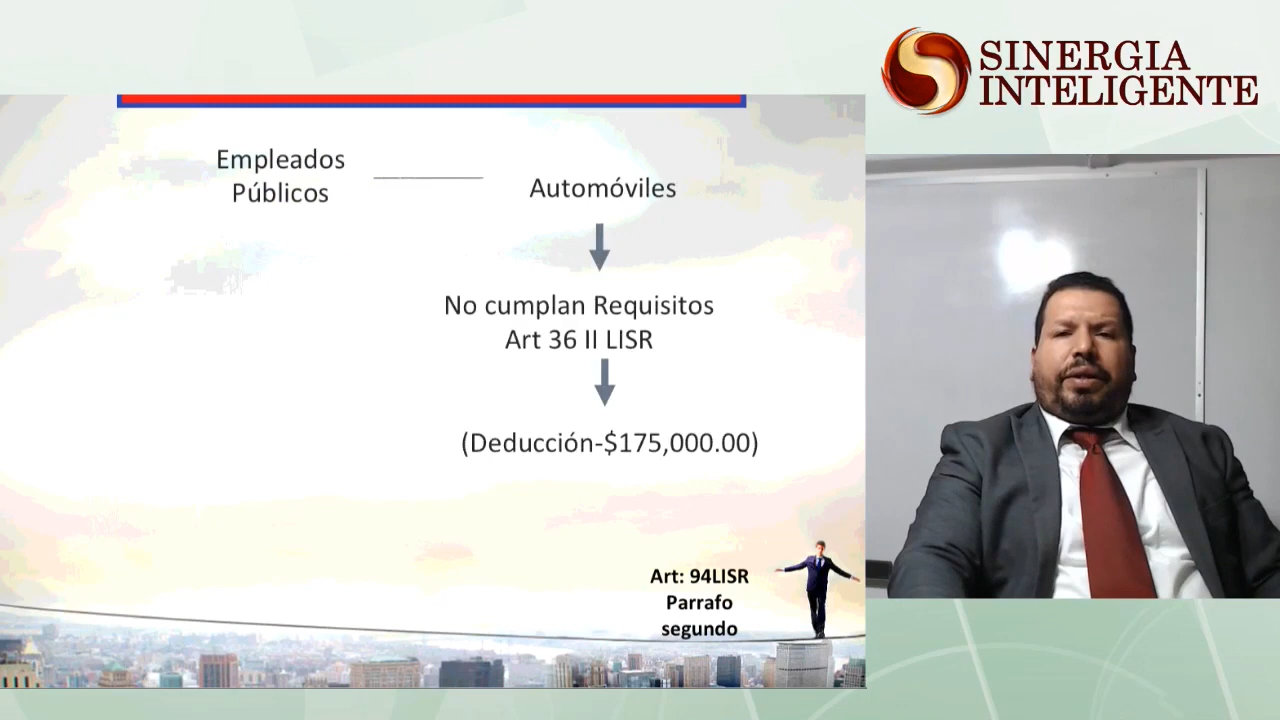 SINERGIA
INTELIGENTE
Empleados
Públicos
Automóviles
No cumplan Requisitos
Art 36 II LISR
(Deducción-$175,000.00)
Art: 94LISR
Parrafo
segundo